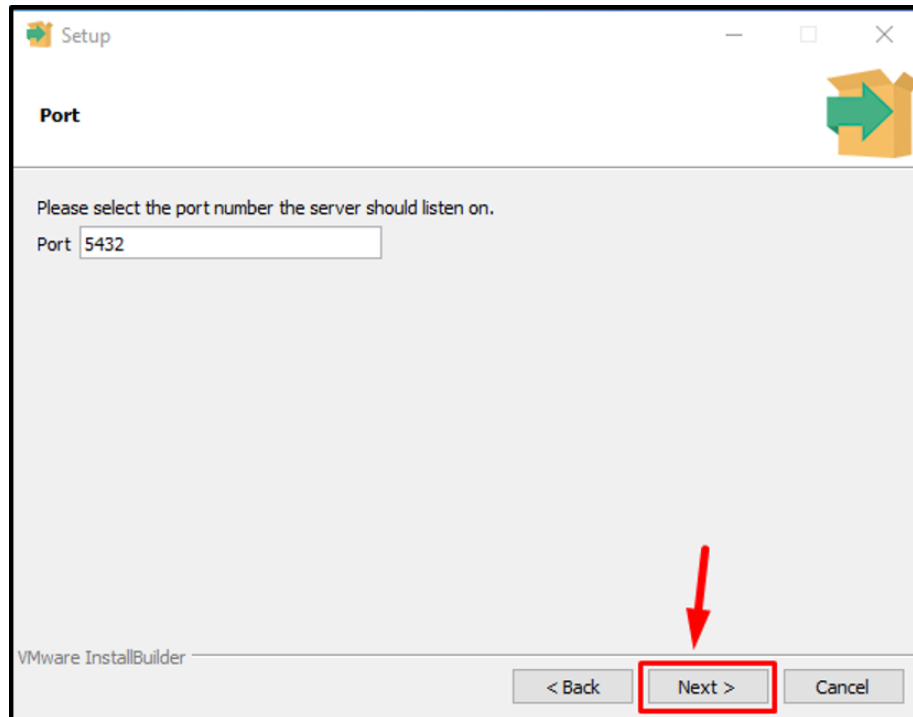 Setup
Port
Please select the port number the server should listen on.
Port 5432
VMware InstallBuilder
< Back Next > Cancel